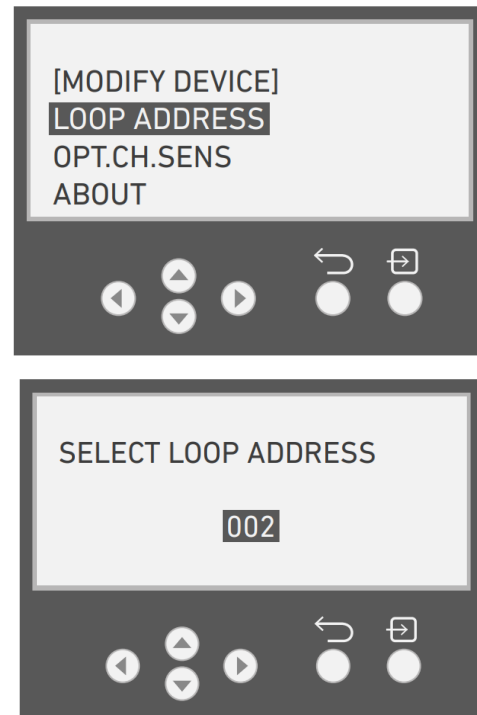 [MODIFY DEVICE]
LOOP ADDRESS
OPT.CH.SENS
ABOUT
SELECT LOOP ADDRESS
002